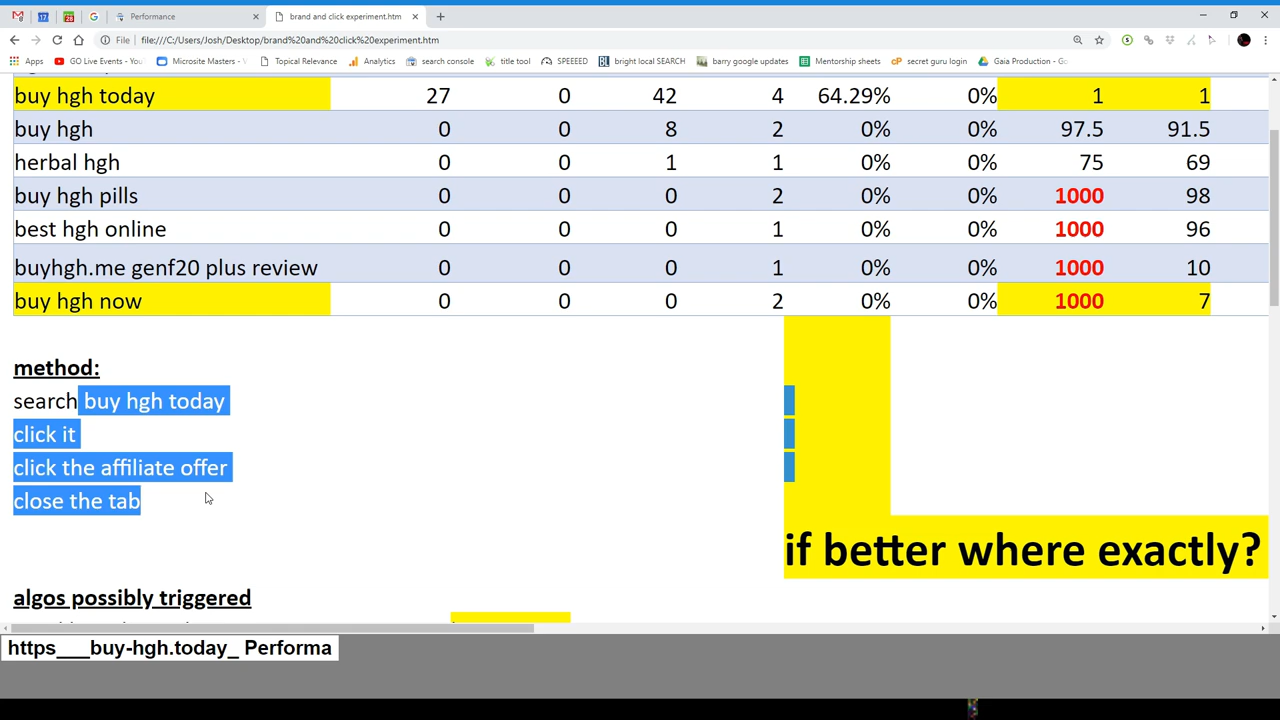 Performance
brand and click experiment.htm
File file:///C:/Users/Josh/Desktop/brand%20and%20click%20experiment.htm
Apps GO Live Events - You Microsite Masters - V Topical Relevance Analytics search console title tool SPEEEED bright local SEARCH barry google updates Mentorship sheets secret guru login Gaia Production - Go
buy hgh today 27 0 42 4 64.29% 0% 1 1
buy hgh 0 0 8 2 0% 0% 97.5 91.5
herbal hgh 0 0 1 1 0% 0% 75 69
buy hgh pills 0 0 0 2 0% 0% 1000 98
best hgh online 0 0 0 1 0% 0% 1000 96
buyhgh.me genf20 plus review 0 0 0 1 0% 0% 1000 10
buy hgh now 0 0 0 2 0% 0% 1000 7
method:
search buy hgh today
click it
click the affiliate offer
close the tab
if better where exactly?
algos possibly triggered
https___buy-hgh.today_ Performa